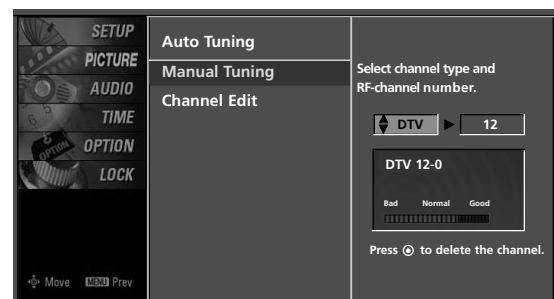 SETUP
PICTURE
AUDIO
TIME
OPTION
LOCK
Move MENU Prev
Auto Tuning
Manual Tuning
Channel Edit
Select channel type and
RF-channel number.
DTV 12
DTV 12-0
Bad Normal Good
Press to delete the channel.